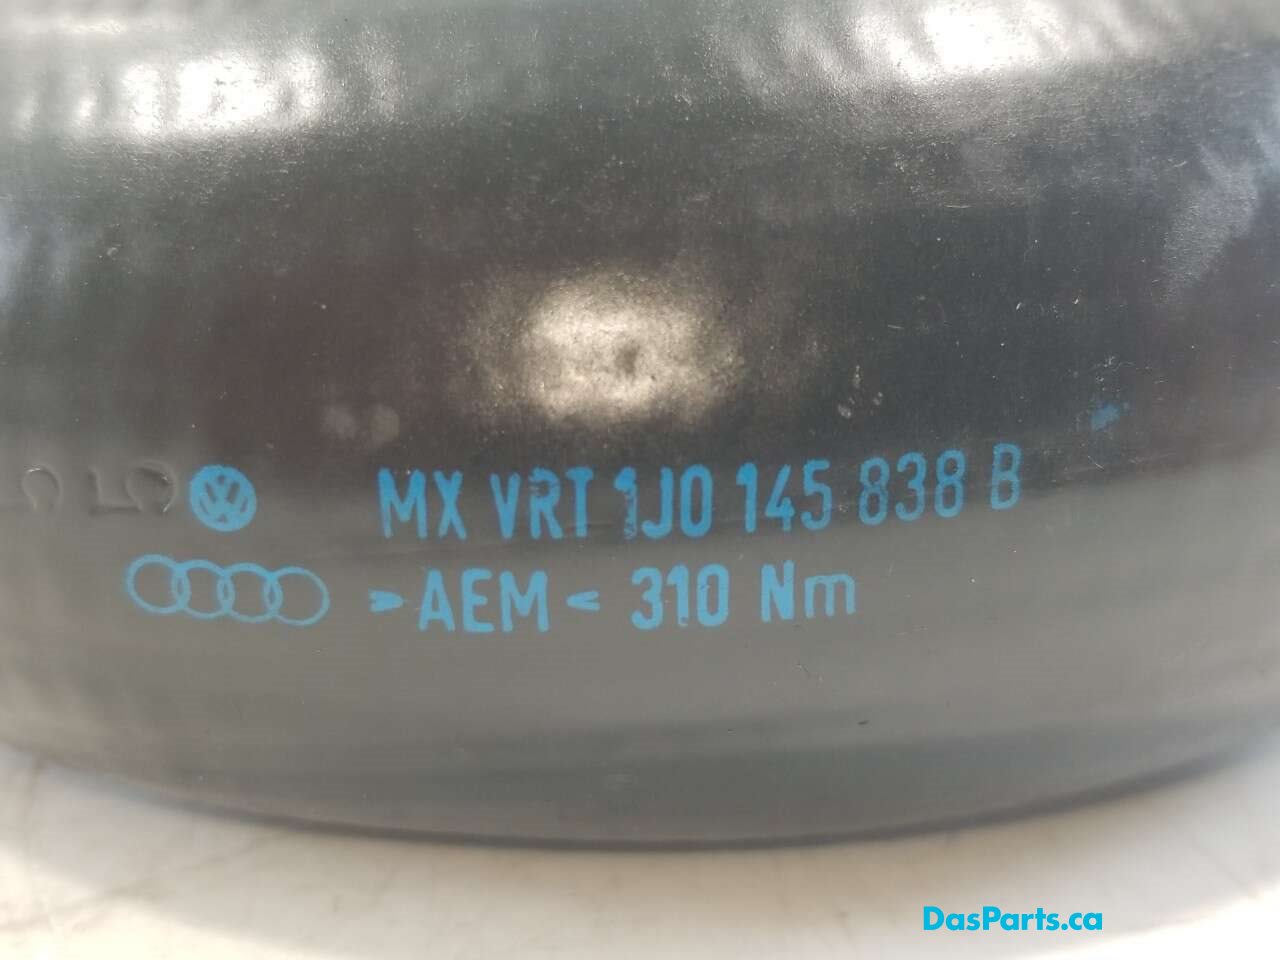 MX VRT 1J0 145 838 B
>AEM< 310 Nm
DasParts.ca